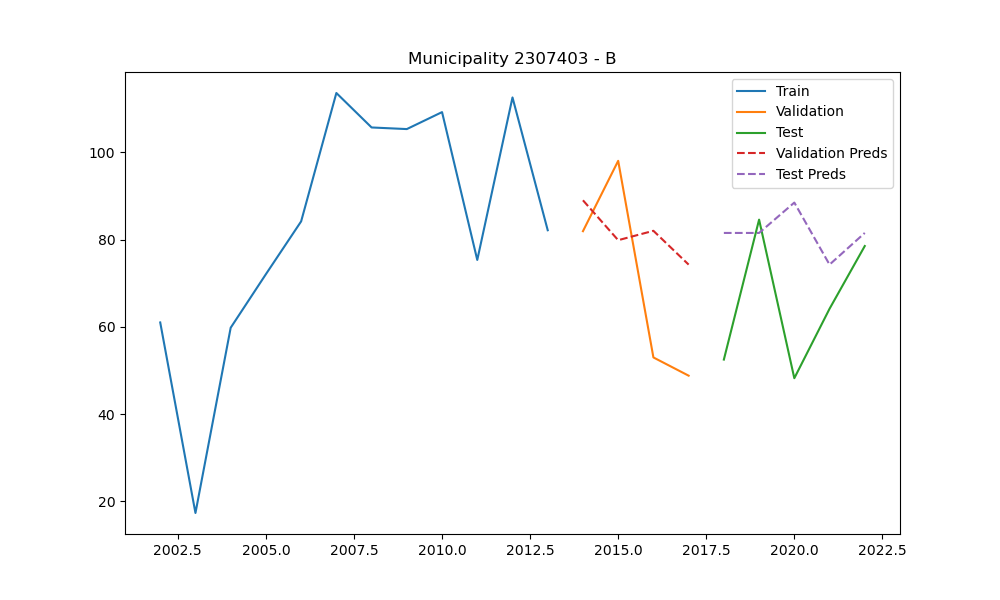 Municipality 2307403 - B
Train
Validation
Test
Validation Preds
Test Preds
100
80
60
40
20
2002.5 2005.0 2007.5 2010.0 2012.5 2015.0 2017.5 2020.0 2022.5